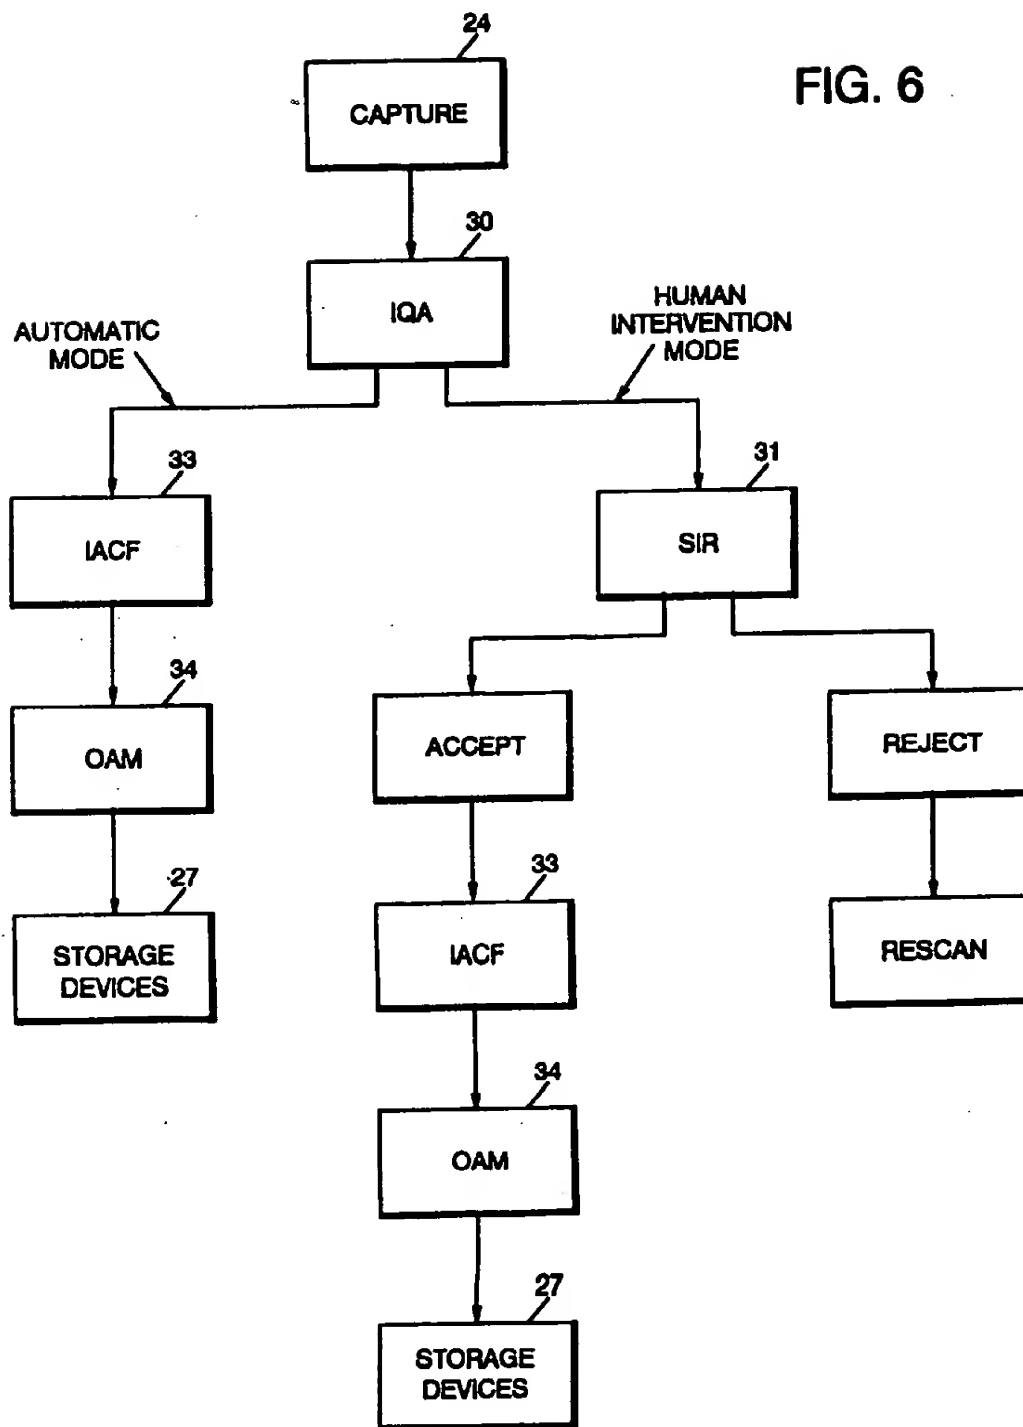 24
FIG. 6
CAPTURE
30
IQA
AUTOMATIC
MODE
HUMAN
INTERVENTION
MODE
33
IACF
31
SIR
34
OAM
ACCEPT
REJECT
27
STORAGE
DEVICES
33
IACF
RESCAN
34
OAM
27
STORAGE
DEVICES